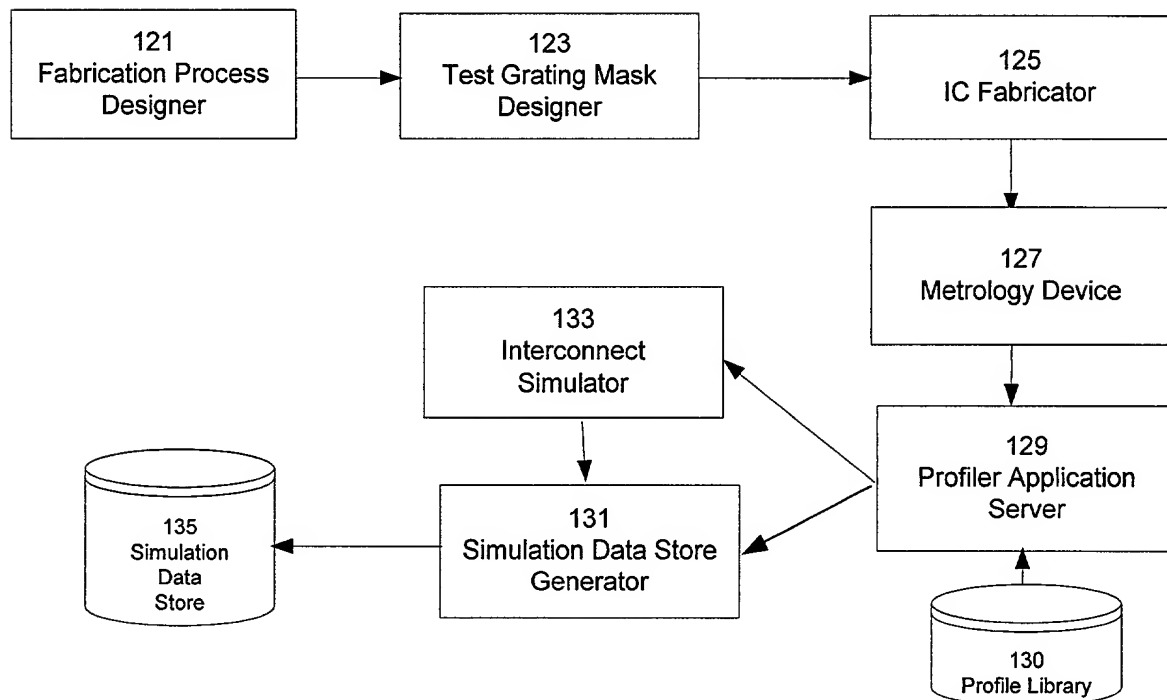 121
Fabrication Process
Designer
123
Test Grating Mask
Designer
125
IC Fabricator
127
Metrology Device
133
Interconnect
Simulator
129
Profiler Application
Server
131
Simulation Data Store
Generator
135
Simulation
Data
Store
130
Profile Library